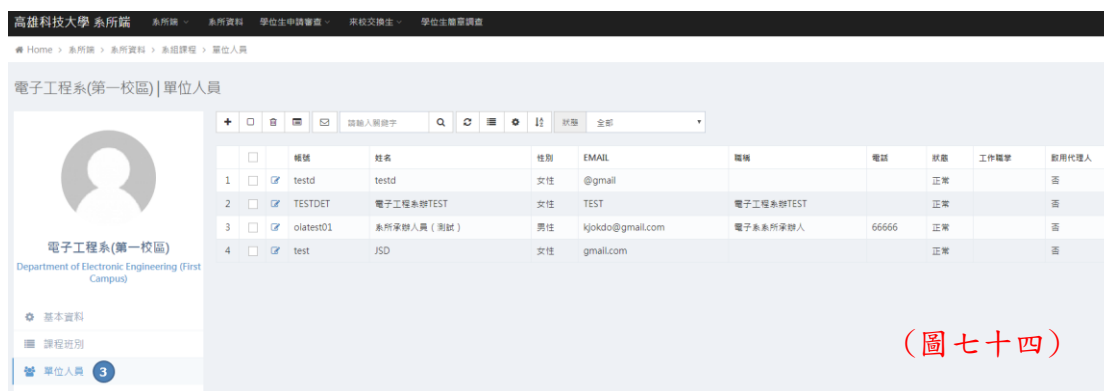 高雄科技大學 系所端 系所端 系所資料 學位生申請審查 來校交換生 學位生簡意調查
Home > 系所端 > 系所資料 > 系組課程 > 單位人員
電子工程系(第一校區) | 單位人員
請輸入關鍵字 狀態 全部
帳號 姓名 性別 EMAIL 職稱 電話 狀態 工作職掌 啟用代理人
1 testd testd 女性 @gmail 正常 否
2 TESTDET 電子工程系辦TEST 女性 TEST 電子工程系辦TEST 正常 否
3 oiatest01 系所承辦人員(測試) 男性 kjokdo@gmail.com 電子系系所承辦人 66666 正常 否
4 test JSD 女性 gmail.com 正常 否
電子工程系(第一校區)
Department of Electronic Engineering (First
Campus)
基本資料
課程班別
單位人員 3
(圖七十四)